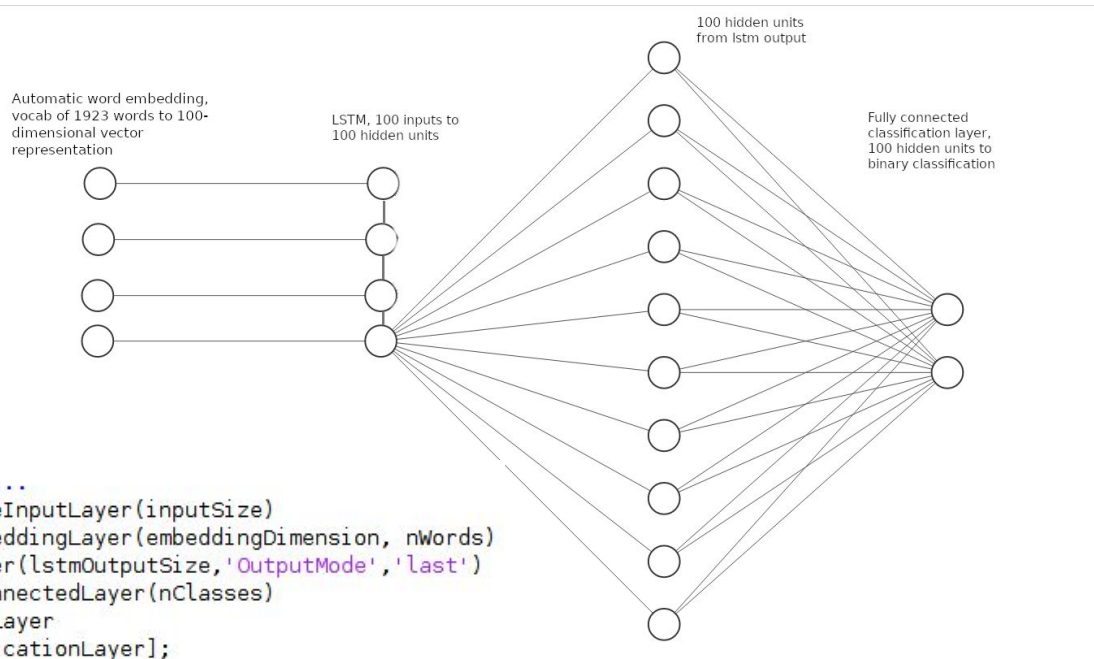 100 hidden units
from lstm output
Automatic word embedding,
vocab of 1923 words to 100-
dimensional vector
representation
LSTM, 100 inputs to
100 hidden units
Fully connected
classification layer,
100 hidden units to
binary classification
..
eInputLayer(inputSize)
eddingLayer(embeddingDimension, nWords)
er(lstmOutputSize,'OutputMode','last')
nnectedLayer(nClasses)
Layer
cationLayer];